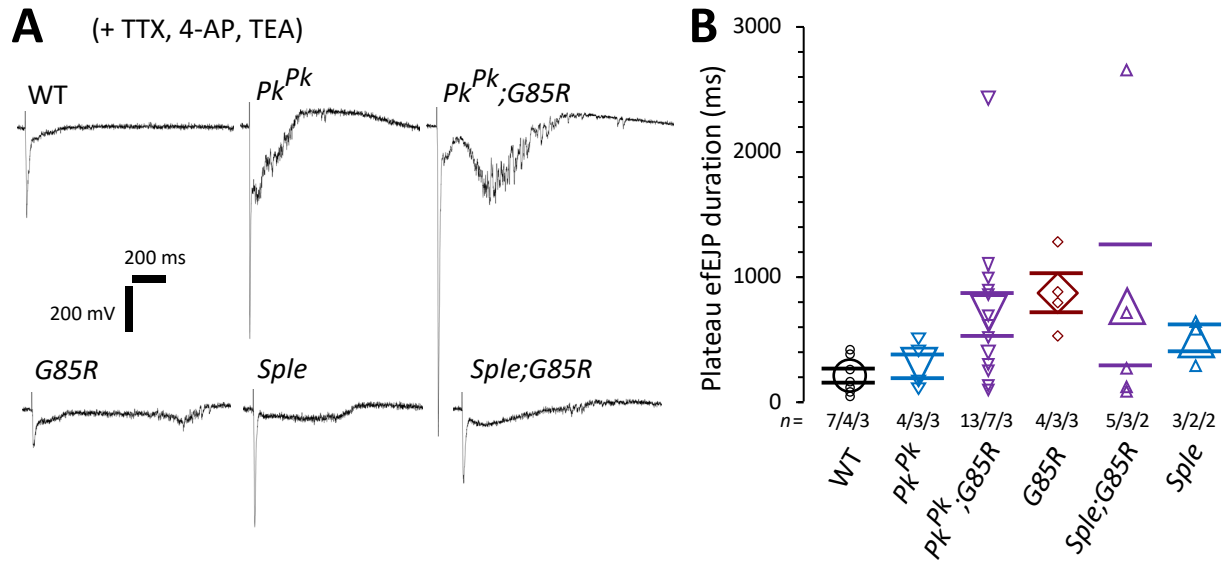 A (+ TTX, 4-AP, TEA)
WT Pk^Pk Pk^Pk;G85R
200 ms
200 mV
G85R Sple Sple;G85R
B
Plateau efEJP duration (ms)
3000
2000
1000
0
n= 7/4/3 4/3/3 13/7/3 4/3/3 5/3/2 3/2/2
WT Pk^Pk Pk^Pk;G85R G85R Sple;G85R Sple